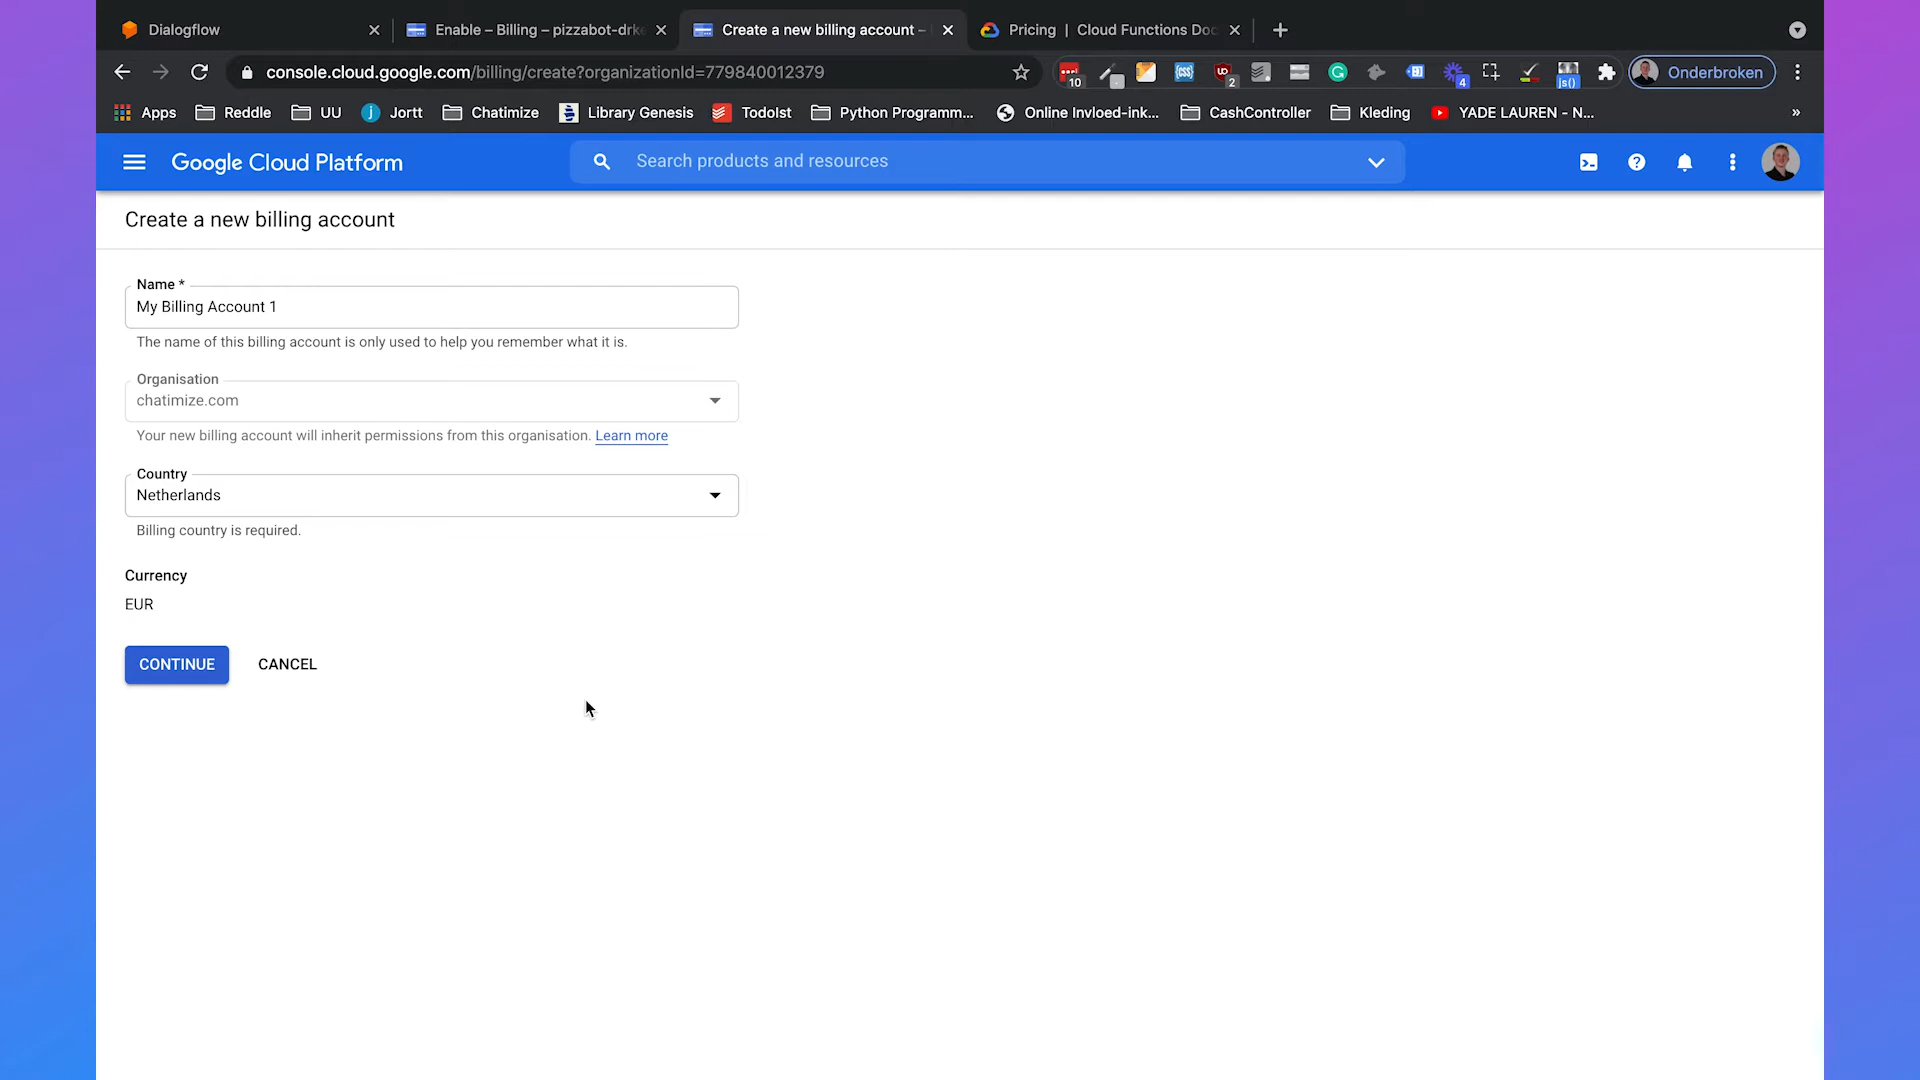 Dialogflow
Enable – Billing – pizzabot-drke
Create a new billing account –
Pricing | Cloud Functions Doc
console.cloud.google.com/billing/create?organizationId=779840012379
10
2
4
js()
Onderbroken
Apps
Reddle
UU
Jortt
Chatimize
Library Genesis
TodoIst
Python Programm...
Online Invloed-ink...
CashController
Kleding
YADE LAUREN - N...
»
Google Cloud Platform
Search products and resources
Create a new billing account
Name *
My Billing Account 1
The name of this billing account is only used to help you remember what it is.
Organisation
chatimize.com
Your new billing account will inherit permissions from this organisation. Learn more
Country
Netherlands
Billing country is required.
Currency
EUR
CONTINUE
CANCEL